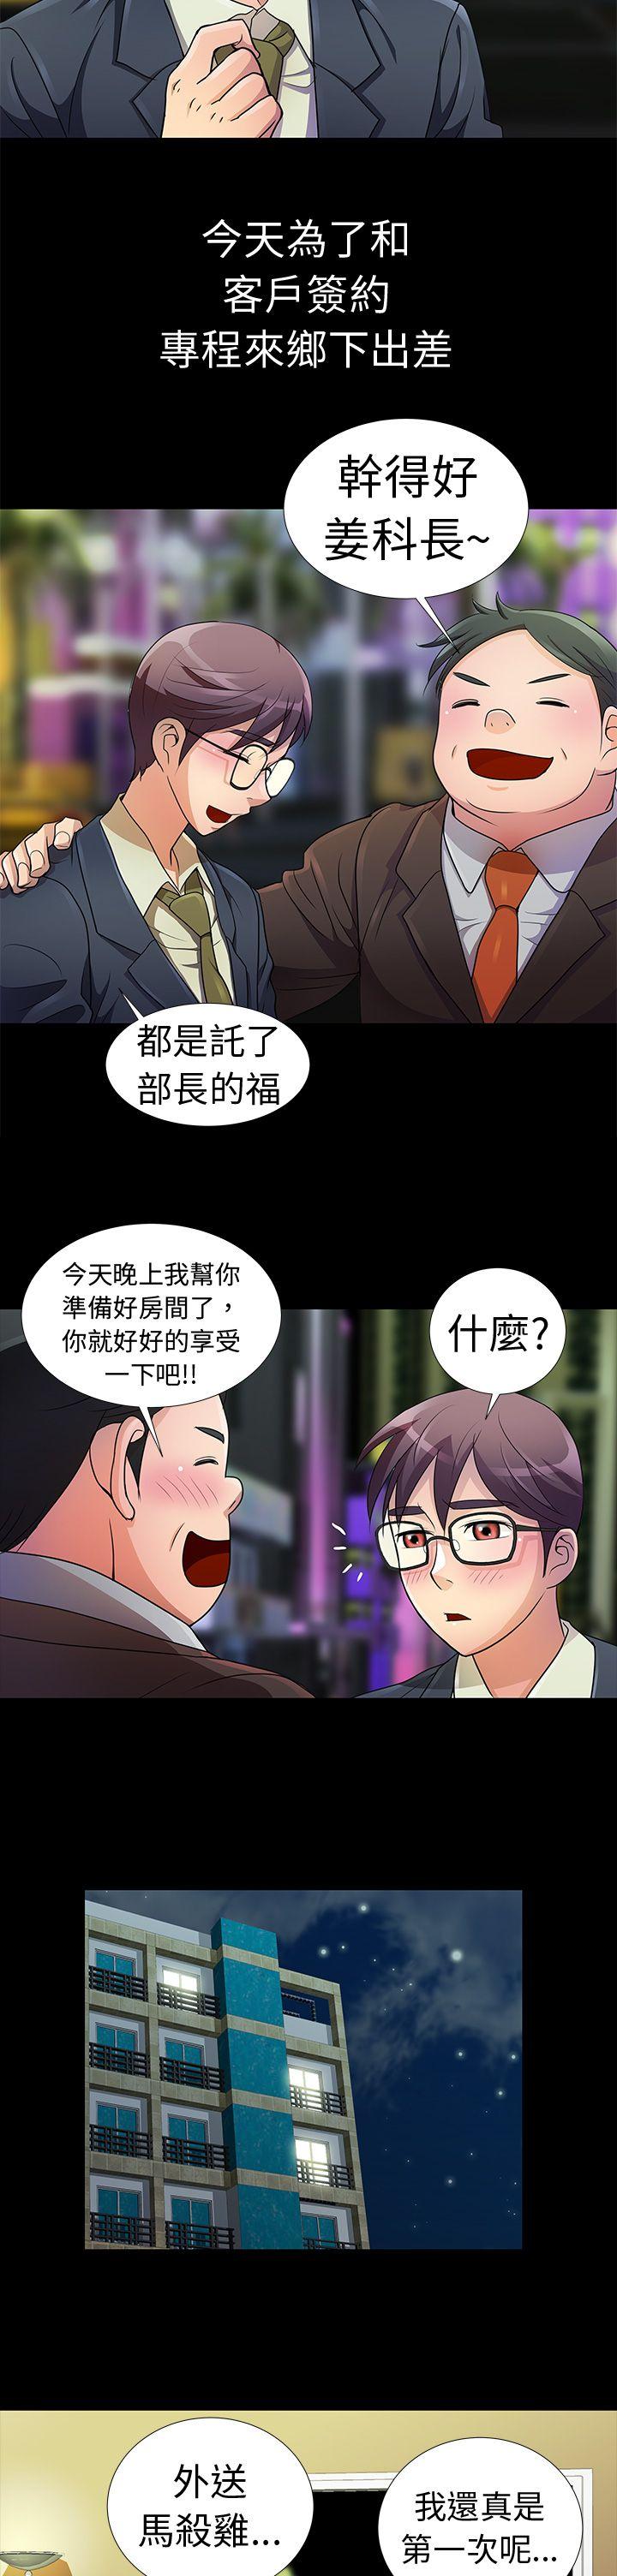 今天為了和
客戶簽約
專程來鄉下出差
幹得好
姜科長~
都是託了
部長的福
今天晚上我幫你
準備好房間了，
你就好好的享受
一下吧!!
什麼?
外送
馬殺雞...
我還真是
第一次呢...